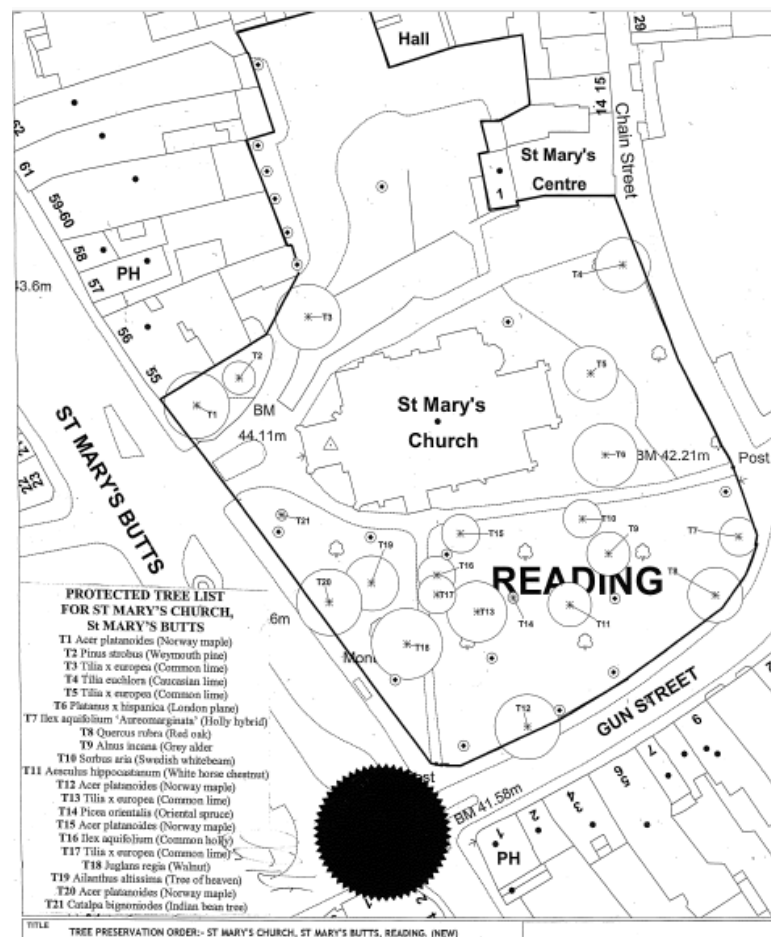 Hall
29
14 15
Chain Street
St Mary's
Centre
1
62
61
59-60
58
57
PH
56
55
43.6m
T4
T3
T2
T1
T5
BM
44.11m
St Mary's
Church
T6
BM 42.21m
Post
ST MARY'S BUTTS
23
22
T21
T10
T15
T7
T9
T19
T16
READING
T20
T17
T13
T14
T11
T8
T18
T12
GUN STREET
9
7
56
34
2
1
BM 41.58m
PH
PROTECTED TREE LIST
FOR ST MARY'S CHURCH,
St MARY'S BUTTS
T1 Acer platanoides (Norway maple)
T2 Pinus strobus (Weymouth pine)
T3 Tilia x europea (Common lime)
T4 Tilia euchlora (Caucasian lime)
T5 Tilia x europea (Common lime)
T6 Platanus x hispanica (London plane)
T7 Ilex aquifolium 'Aureomarginata' (Holly hybrid)
T8 Quercus rubra (Red oak)
T9 Alnus incana (Grey alder
T10 Sorbus aria (Swedish whitebeam)
T11 Aesculus hippocastanum (White horse chestnut)
T12 Acer platanoides (Norway maple)
T13 Tilia x europea (Common lime)
T14 Picea orientalis (Oriental spruce)
T15 Acer platanoides (Norway maple)
T16 Ilex aquifolium (Common holly)
T17 Tilia x europea (Common lime)
T18 Juglans regia (Walnut)
T19 Ailanthus altissima (Tree of heaven)
T20 Acer platanoides (Norway maple)
T21 Catalpa bignoniodes (Indian bean tree)
TITLE
TREE PRESERVATION ORDER:- ST MARY'S CHURCH, ST MARY'S BUTTS, READING. (NEW)